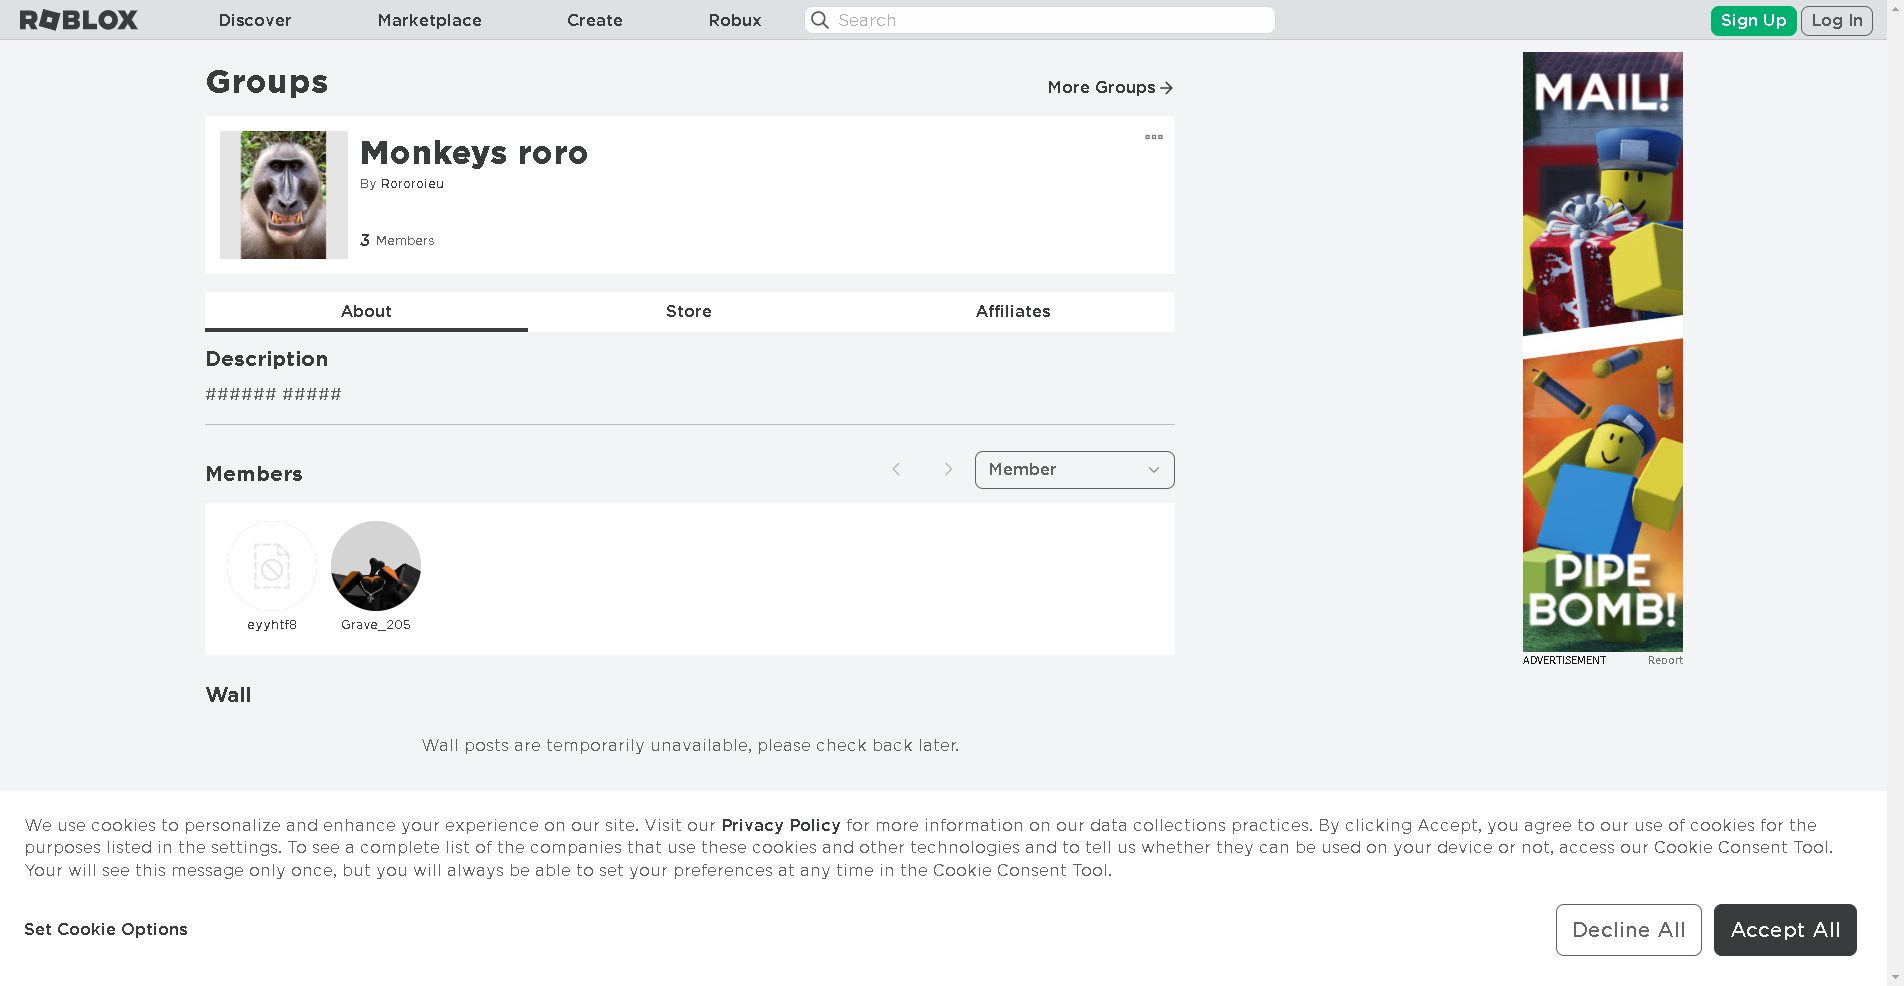 ROBLOX
Discover
Marketplace
Create
Robux
Search
Sign Up
Log In
Groups
More Groups
Monkeys roro
By Rororoieu
3 Members
About
Store
Affiliates
Description
###### #####
Members
Member
eyyhtf8
Grave_205
Wall
Wall posts are temporarily unavailable, please check back later.
MAIL!
PIPE
BOMB!
ADVERTISEMENT
Report
We use cookies to personalize and enhance your experience on our site. Visit our Privacy Policy for more information on our data collections practices. By clicking Accept, you agree to our use of cookies for the
purposes listed in the settings. To see a complete list of the companies that use these cookies and other technologies and to tell us whether they can be used on your device or not, access our Cookie Consent Tool.
Your will see this message only once, but you will always be able to set your preferences at any time in the Cookie Consent Tool.
Set Cookie Options
Decline All
Accept All